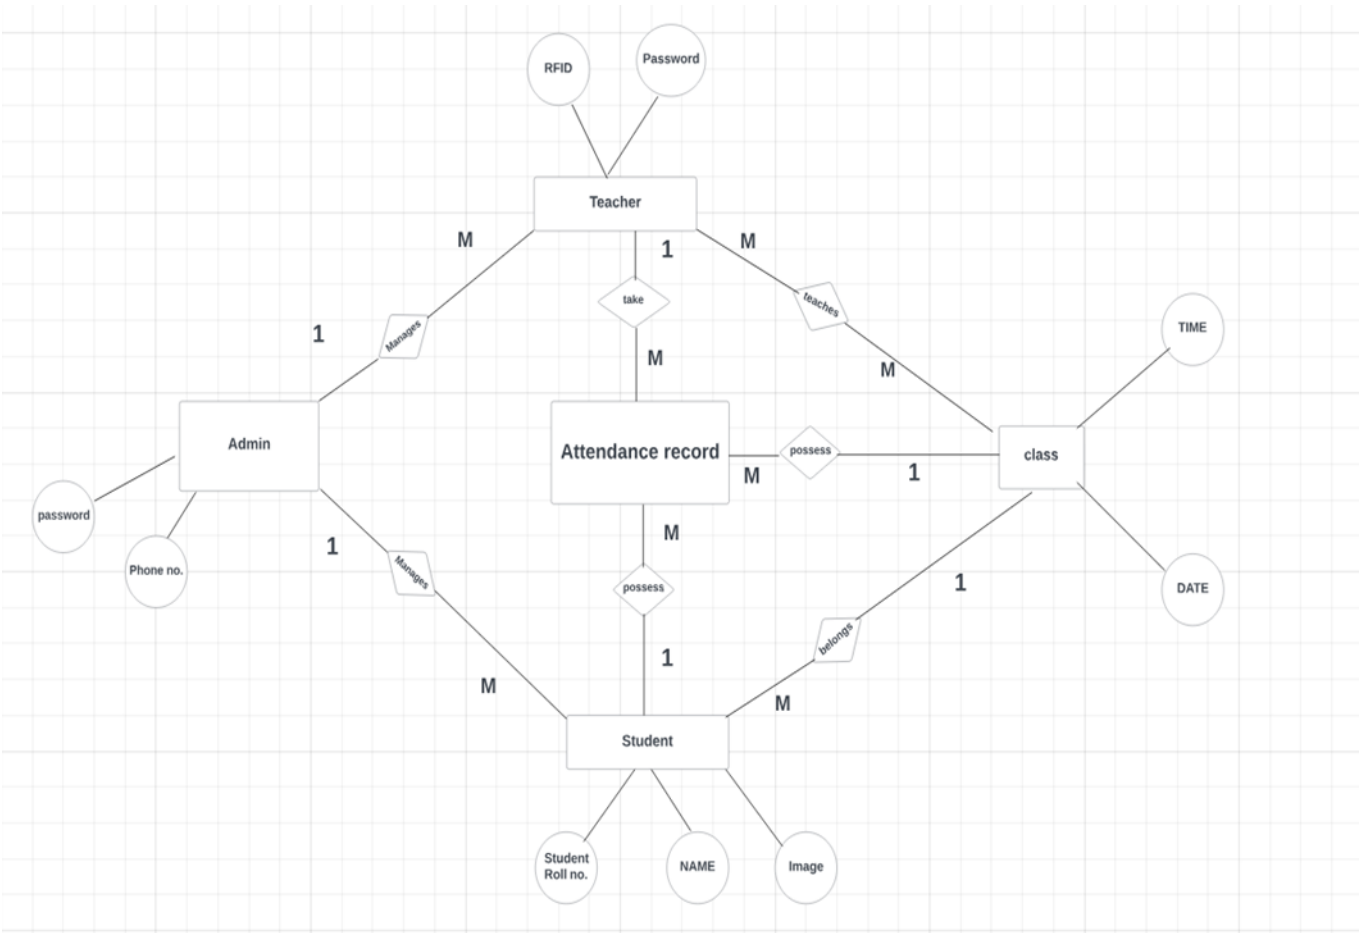 RFID
Password
Teacher
M
1
M
take
teaches
1
Manages
TIME
M
M
Admin
Attendance record
possess
class
M
1
password
Phone no.
1
M
Manages
possess
1
DATE
belongs
1
M
M
Student
Student
Roll no.
NAME
Image